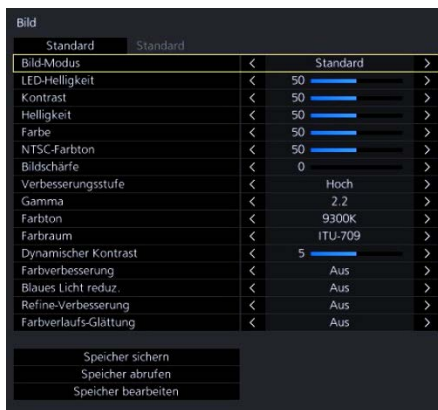 Bild
Standard Standard
Bild-Modus < Standard >
LED-Helligkeit < 50 >
Kontrast < 50 >
Helligkeit < 50 >
Farbe < 50 >
NTSC-Farbton < 50 >
Bildschärfe < 0 >
Verbesserungsstufe < Hoch >
Gamma < 2.2 >
Farbton < 9300K >
Farbraum < ITU-709 >
Dynamischer Kontrast < 5 >
Farbverbesserung < Aus >
Blaues Licht reduz. < Aus >
Refine-Verbesserung < Aus >
Farbverlaufs-Glättung < Aus >
Speicher sichern
Speicher abrufen
Speicher bearbeiten